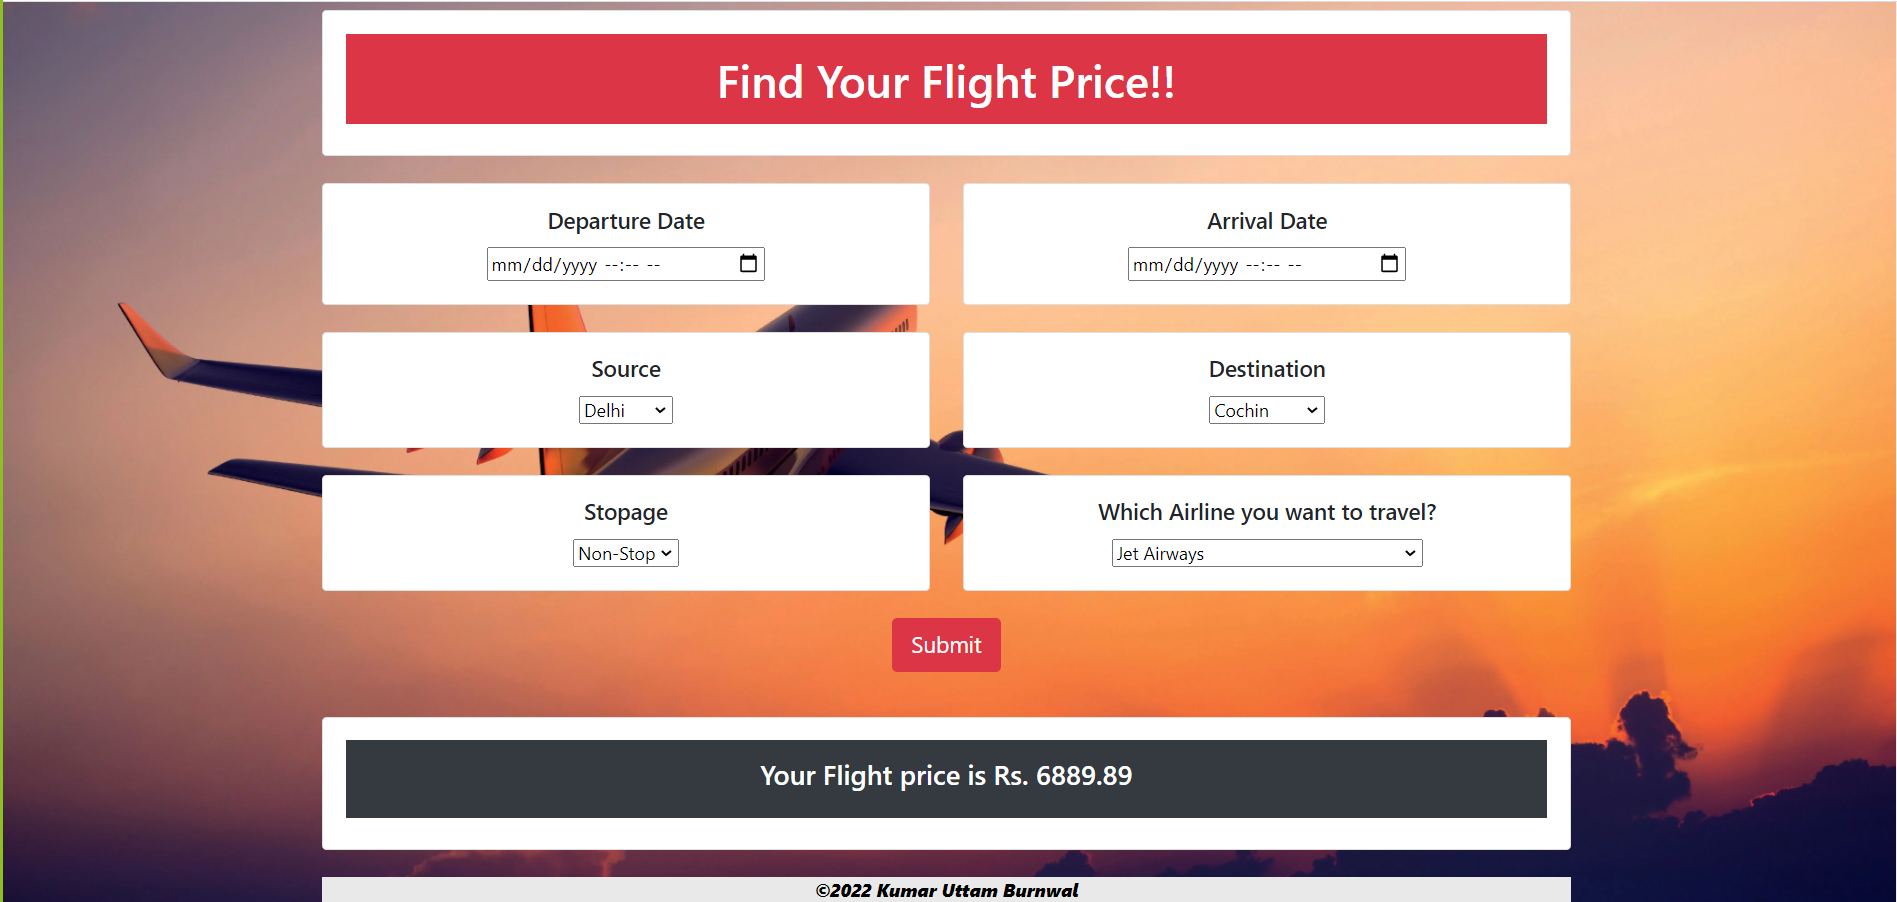 Find Your Flight Price!!
Departure Date
mm/dd/yyyy --:-- --
Arrival Date
mm/dd/yyyy --:-- --
Source
Delhi
Destination
Cochin
Stopage
Non-Stop
Which Airline you want to travel?
Jet Airways
Submit
Your Flight price is Rs. 6889.89
©2022 Kumar Uttam Burnwal